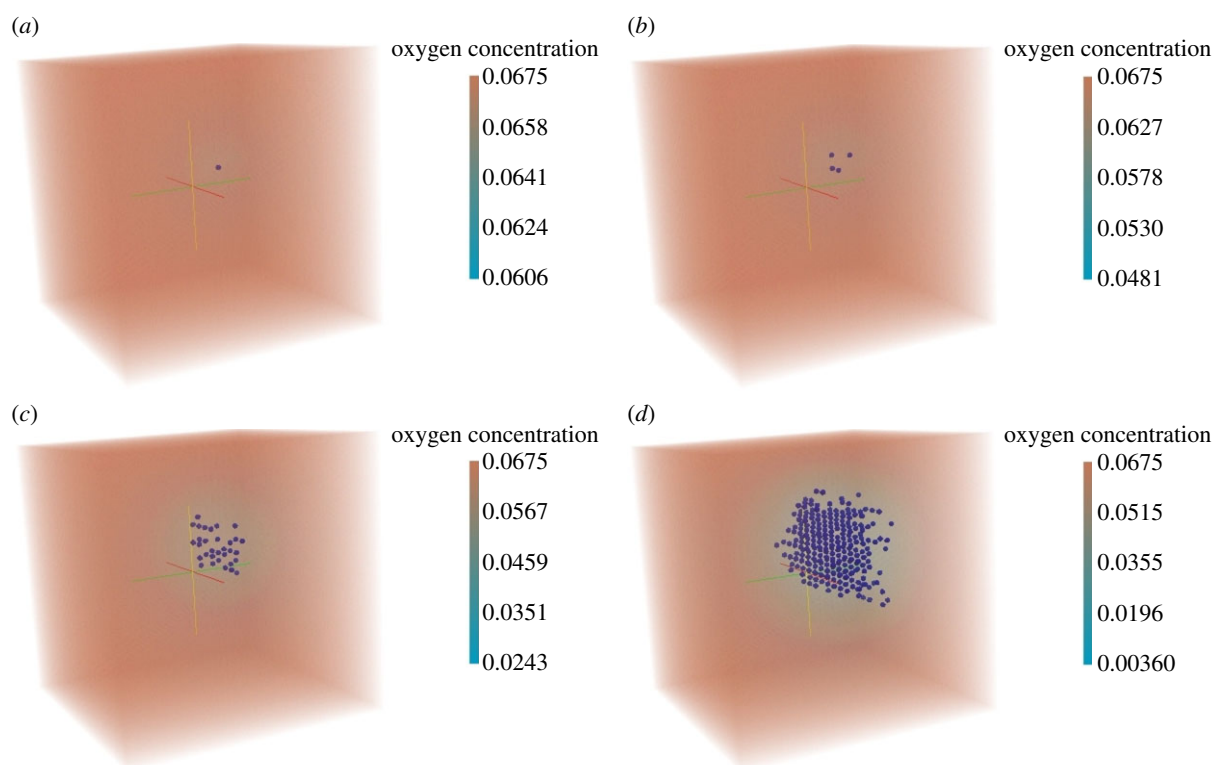 (a)
oxygen concentration
0.0675
0.0658
0.0641
0.0624
0.0606
(b)
oxygen concentration
0.0675
0.0627
0.0578
0.0530
0.0481
(c)
oxygen concentration
0.0675
0.0567
0.0459
0.0351
0.0243
(d)
oxygen concentration
0.0675
0.0515
0.0355
0.0196
0.00360